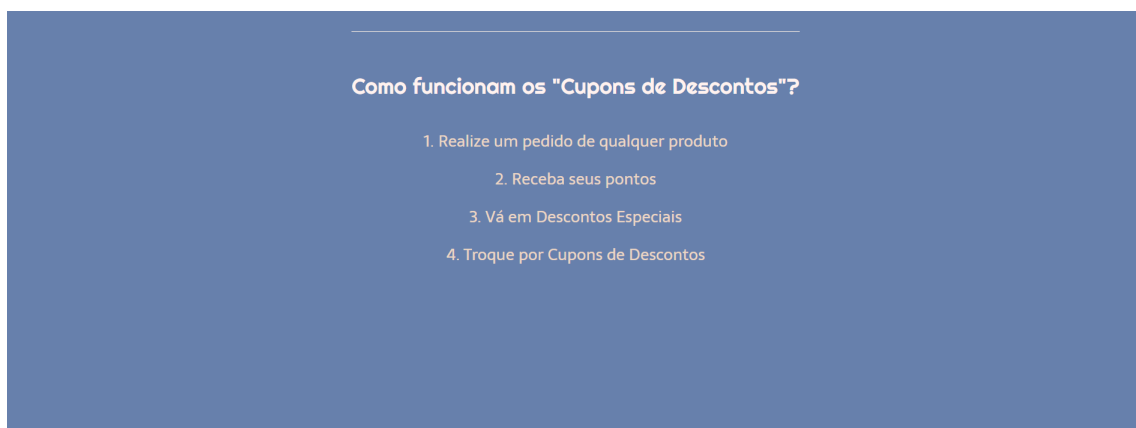 Como funcionam os "Cupons de Descontos"?
1. Realize um pedido de qualquer produto
2. Receba seus pontos
3. Vá em Descontos Especiais
4. Troque por Cupons de Descontos